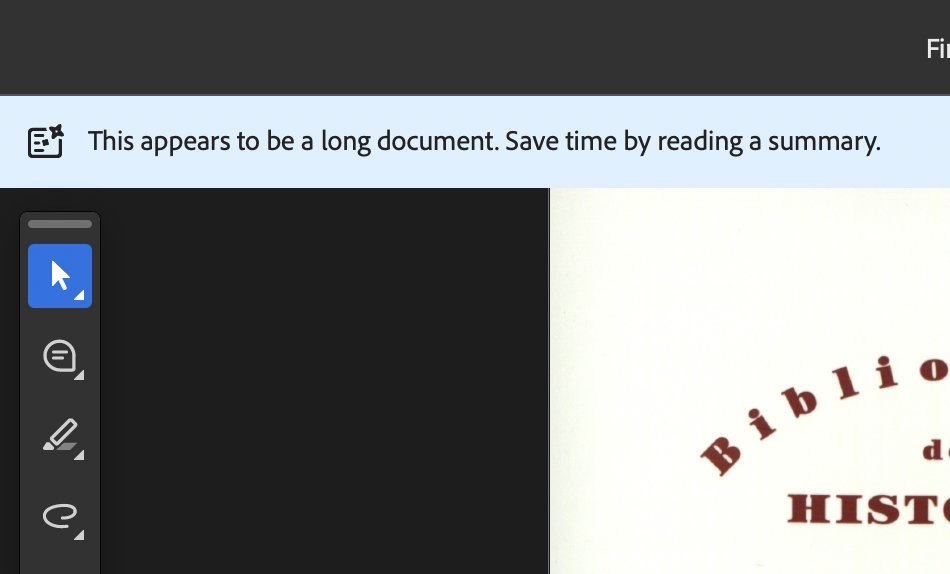 Fi
This appears to be a long document. Save time by reading a summary.
Biblio
d
HISTO